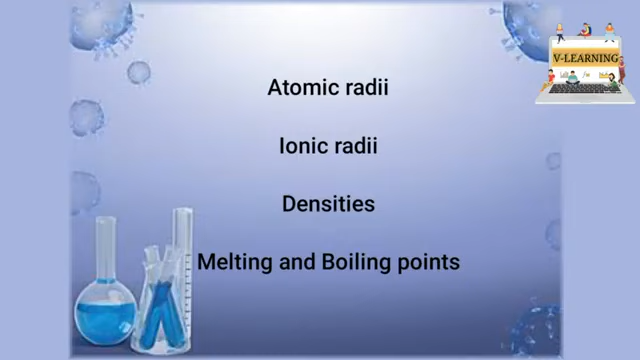 Atomic radii
V-LEARNING
Ionic radii
Densities
Melting and Boiling points